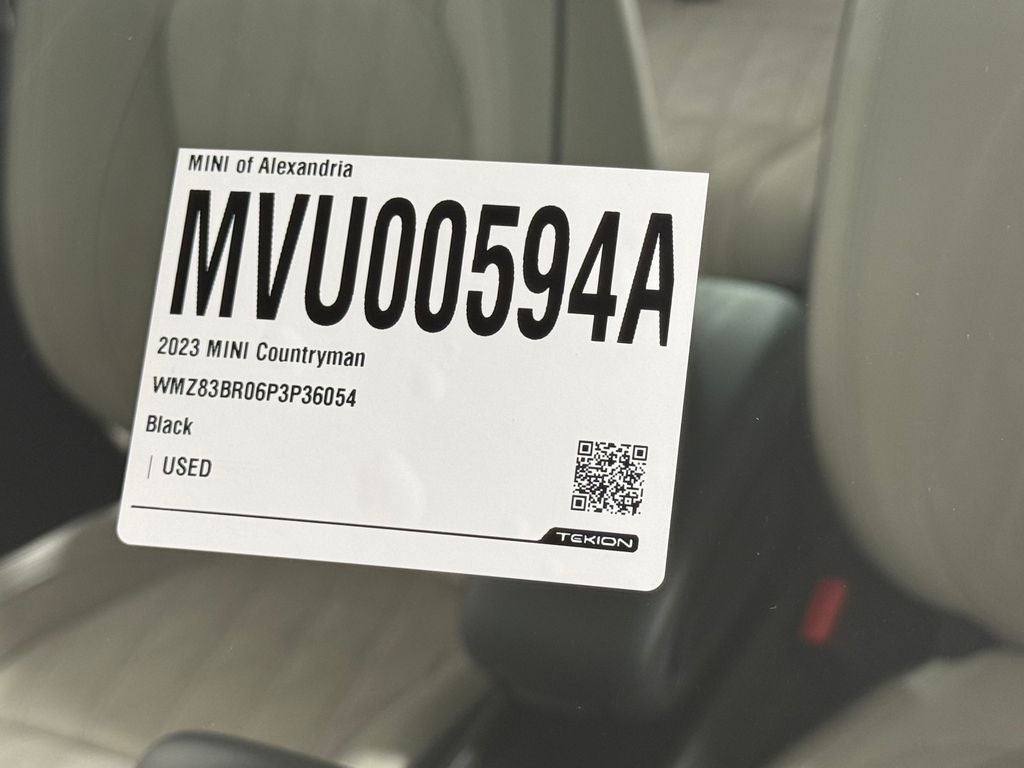 MINI of Alexandria
MVU00594A
2023 MINI Countryman
WMZ83BR06P3P36054
Black
| USED
TEKION